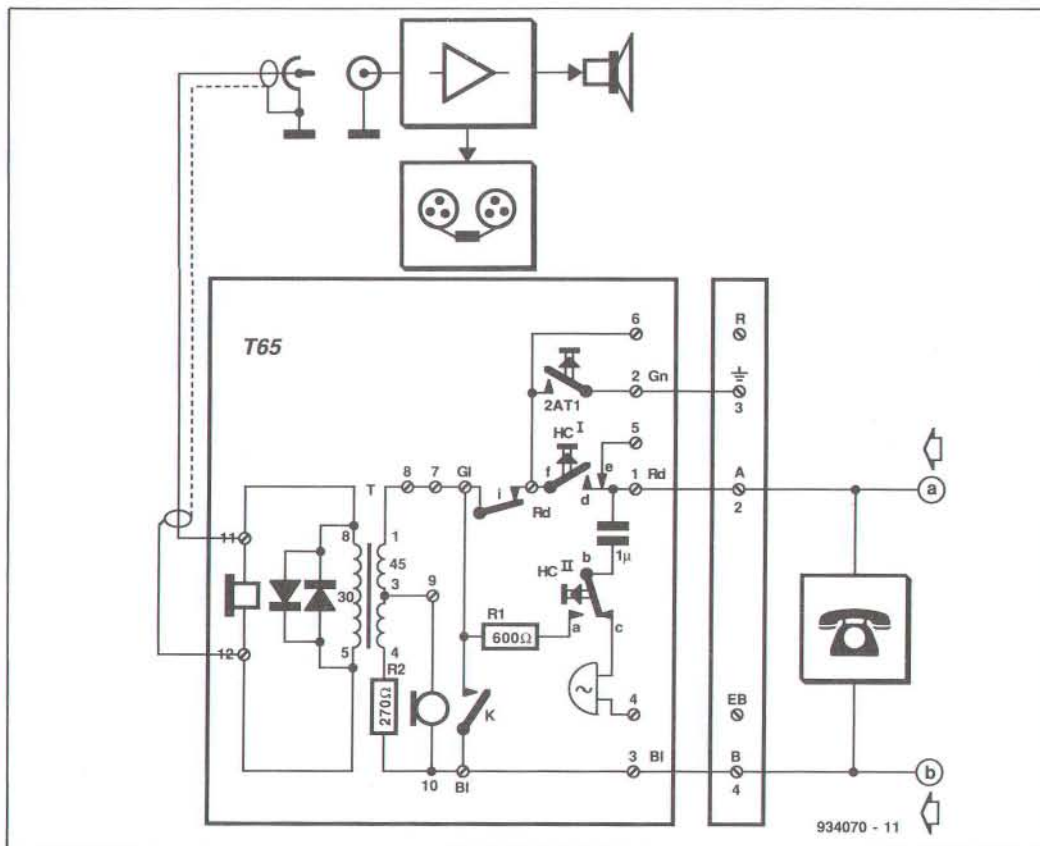 T65
6
R
2AT1
2 Gn
3
HC I
5
8
7
Gl
f
e
1 Rd
A
a
T
i
Rd
d
2
11
8
1
1µ
45
HC II
b
3
9
30
R1
600Ω
a
c
12
5
4
R2
270Ω
K
4
EB
10
Bl
3 Bl
B
b
4
934070 - 11